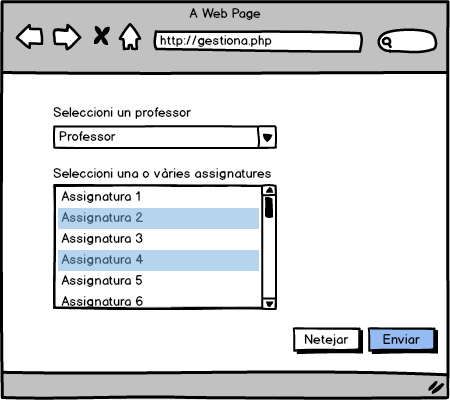 A Web Page
http://gestiona.php
Seleccioni un professor
Professor
Seleccioni una o vàries assignatures
Assignatura 1
Assignatura 2
Assignatura 3
Assignatura 4
Assignatura 5
Assignatura 6
Netejar
Enviar